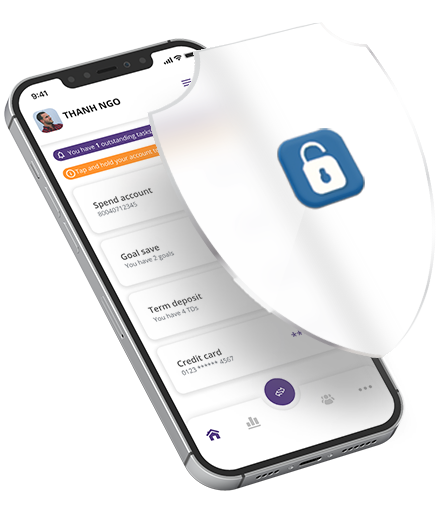 9:41
THANH NGO
You have 1 outstanding tasks
Tap and hold your account to
Spend account
80040712345
Goal save
You have 2 goals
Term deposit
You have 4 TDs
Credit card
0123 ****** 4567